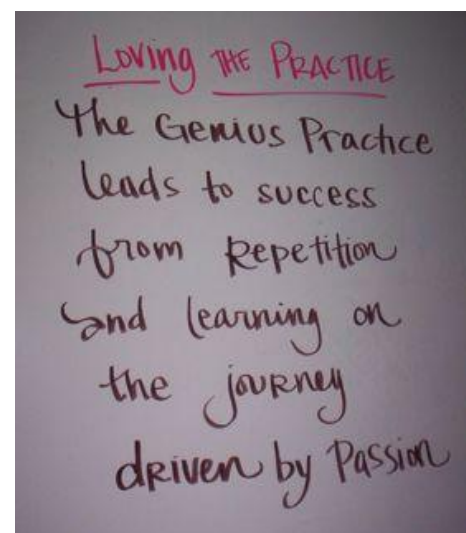 Loving THE PRACTICE
The Genius Practice
leads to success
from Repetition
and learning on
the journey
driven by Passion